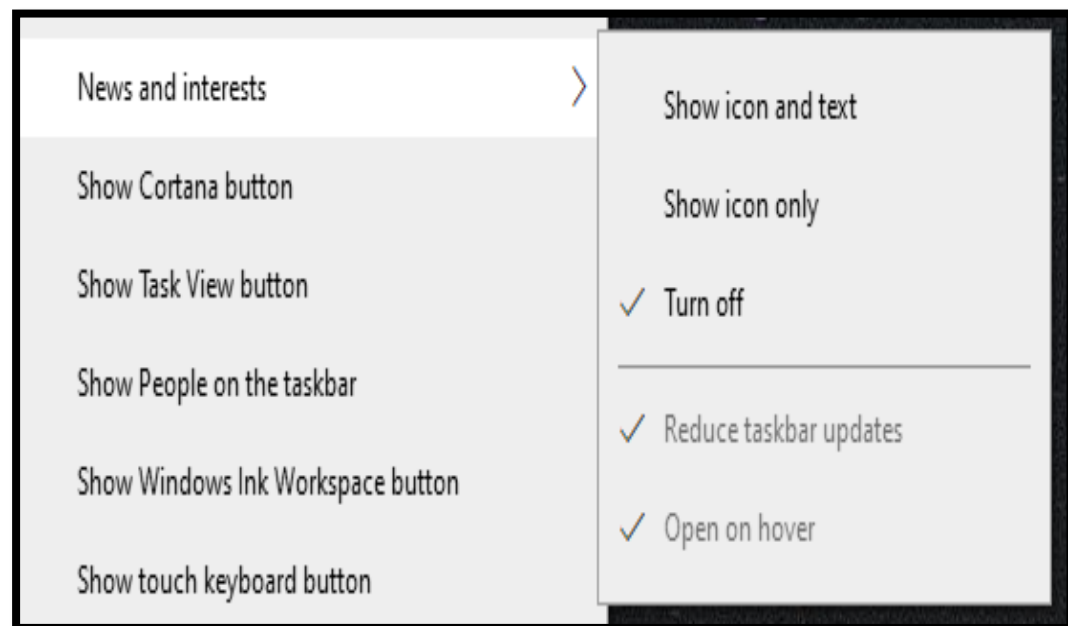 News and interests
Show Cortana button
Show Task View button
Show People on the taskbar
Show Windows Ink Workspace button
Show touch keyboard button
Show icon and text
Show icon only
Turn off
Reduce taskbar updates
Open on hover